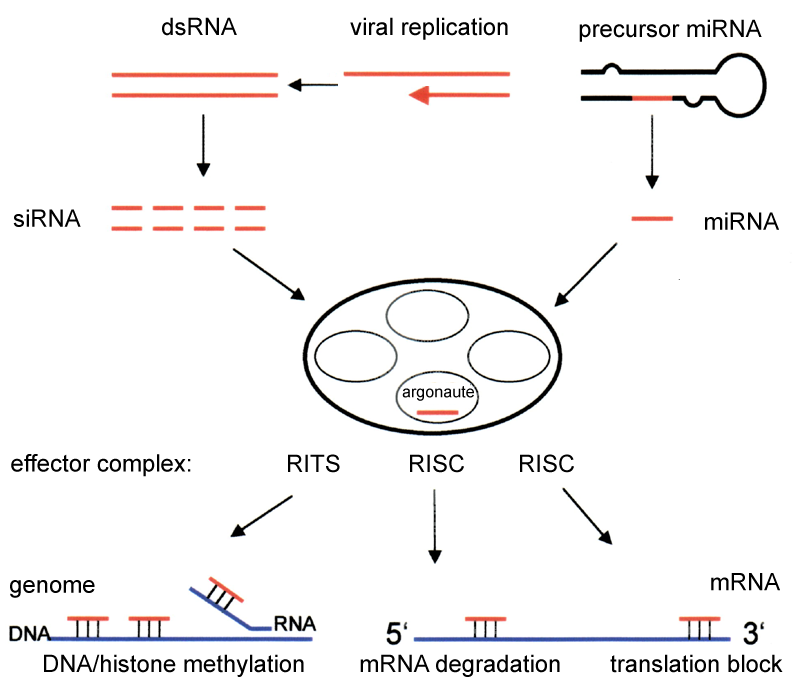 dsRNA viral replication precursor miRNA
siRNA miRNA
argonaute
effector complex: RITS RISC RISC
genome mRNA
DNA RNA 5‘ 3‘
DNA/histone methylation mRNA degradation translation block